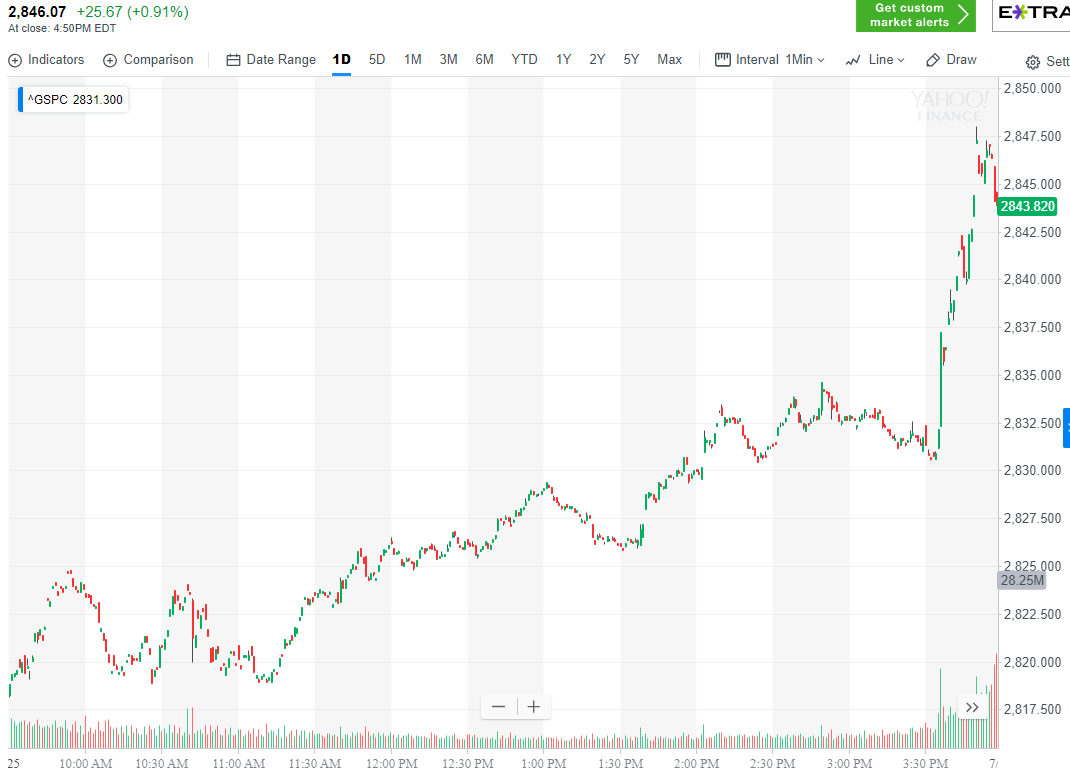 2,846.07 +25.67 (+0.91%)
At close: 4:50PM EDT
Get custom
market alerts
Indicators Comparison Date Range 1D 5D 1M 3M 6M YTD 1Y 2Y 5Y Max Interval 1Min Line Draw Sett
^GSPC 2831.300
YAHOO!
FINANCE
2,850.000
2,847.500
2,845.000
2843.820
2,842.500
2,840.000
2,837.500
2,835.000
2,832.500
2,830.000
2,827.500
2,825.000
28.25M
2,822.500
2,820.000
2,817.500
25 10:00 AM 10:30 AM 11:00 AM 11:30 AM 12:00 PM 12:30 PM 1:00 PM 1:30 PM 2:00 PM 2:30 PM 3:00 PM 3:30 PM 7/